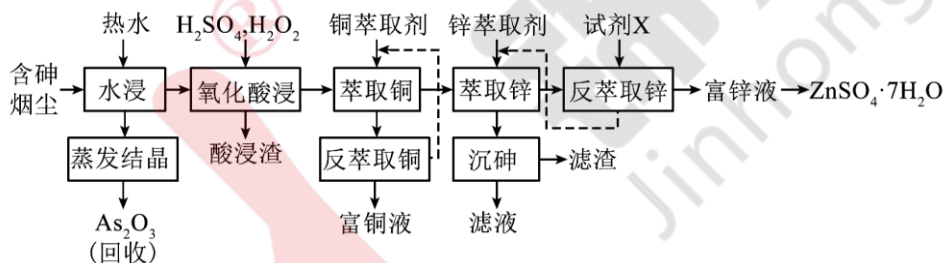 热水
H₂SO₄,H₂O₂
铜萃取剂
锌萃取剂
试剂X
含砷
烟尘
水浸
氧化酸浸
萃取铜
萃取锌
反萃取锌
富锌液
ZnSO₄·7H₂O
蒸发结晶
酸浸渣
反萃取铜
沉砷
滤渣
As₂O₃
(回收)
富铜液
滤液
®
Jinhong